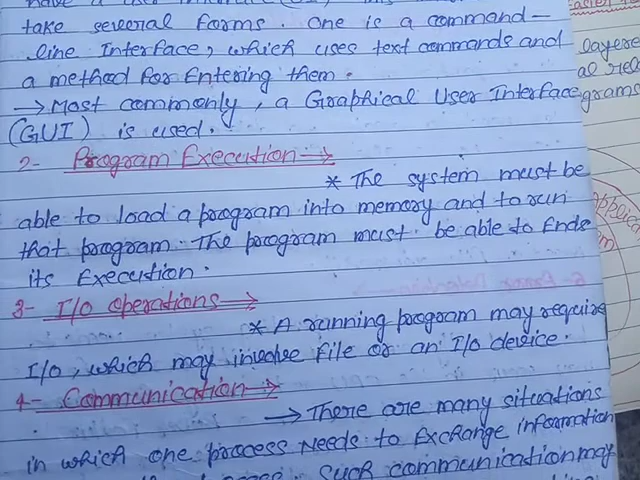 take several forms. One is a command-
line Interface, which uses text commands and
a method for Entering them.
→ Most commonly, a Graphical User Interface
(GUI) is used.
2- Program Execution →
* The system must be
able to load a program into memory and to run
that program. The program must be able to Ende
its Execution.
3- I/O Operations →
* A running program may require
I/O, which may involve file or an I/O device.
4- Communication →
→ There are many situations
in which one process needs to Exchange information
Such communication may
layere
grams